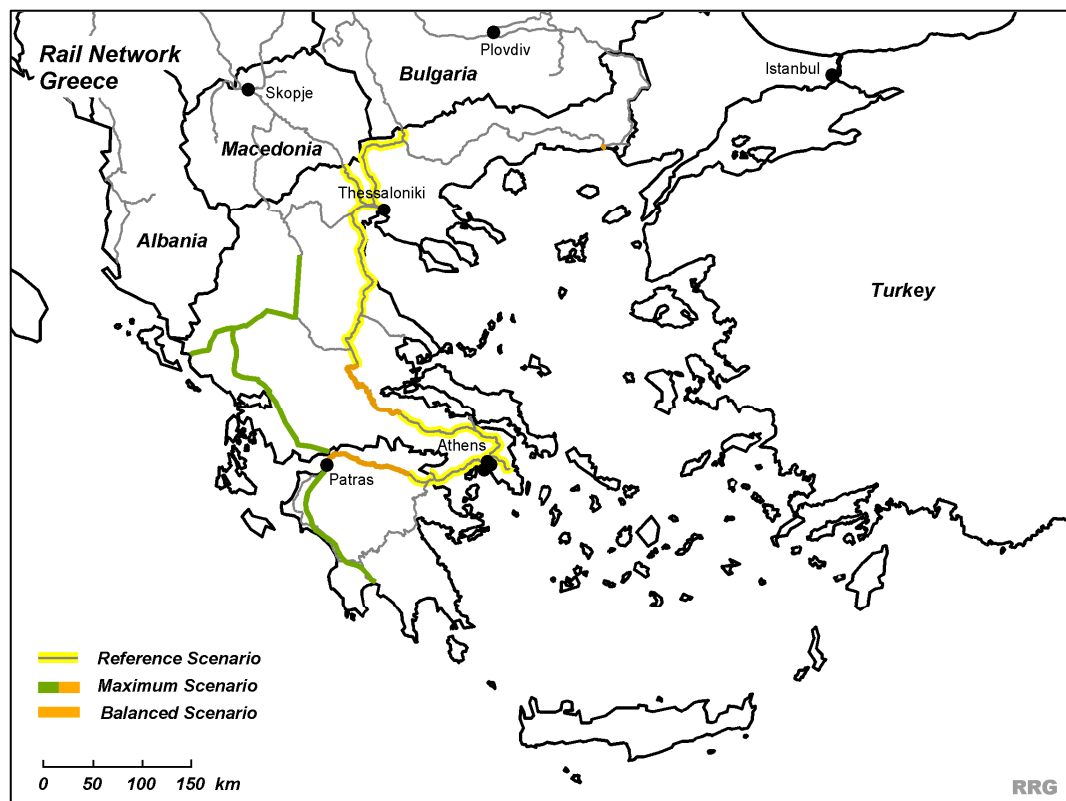 Rail Network
Greece
Plovdiv
Bulgaria
Istanbul
Skopje
Macedonia
Thessaloniki
Albania
Turkey
Athens
Patras
Reference Scenario
Maximum Scenario
Balanced Scenario
0 50 100 150 km
RRG